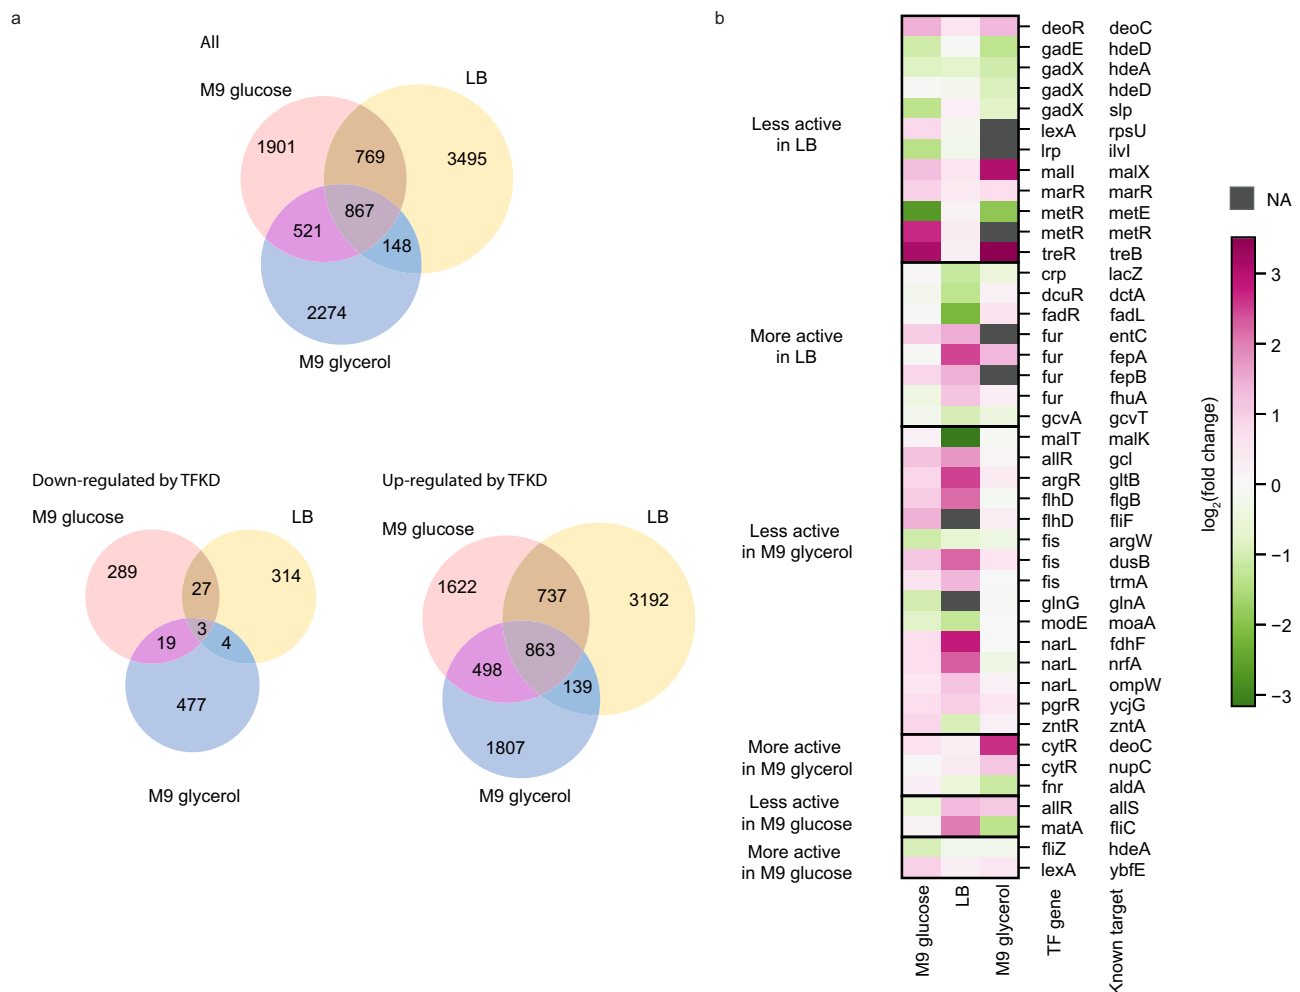 a
All
M9 glucose
LB
1901
769
3495
867
521
148
2274
M9 glycerol
Down-regulated by TFKD
M9 glucose
LB
289
27
314
3
19
4
477
M9 glycerol
Up-regulated by TFKD
M9 glucose
LB
1622
737
3192
863
498
139
1807
M9 glycerol
b
Less active
in LB
More active
in LB
Less active
in M9 glycerol
More active
in M9 glycerol
Less active
in M9 glucose
More active
in M9 glucose
deoR deoC
gadE hdeD
gadX hdeA
gadX hdeD
gadX slp
lexA rpsU
lrp ilvI
malI malX
marR marR
metR metE
metR metR
treR treB
crp lacZ
dcuR dctA
fadR fadL
fur entC
fur fepA
fur fepB
fur fhuA
gcvA gcvT
malT malK
allR gcl
argR gltB
flhD flgB
flhD fliF
fis argW
fis dusB
fis trmA
glnG glnA
modE moaA
narL fdhF
narL nrfA
narL ompW
pgrR ycjG
zntR zntA
cytR deoC
cytR nupC
fnr aldA
allR allS
matA fliC
fliZ hdeA
lexA ybfE
M9 glucose
LB
M9 glycerol
TF gene
Known target
NA
log2(fold change)
3
2
1
0
−1
−2
−3